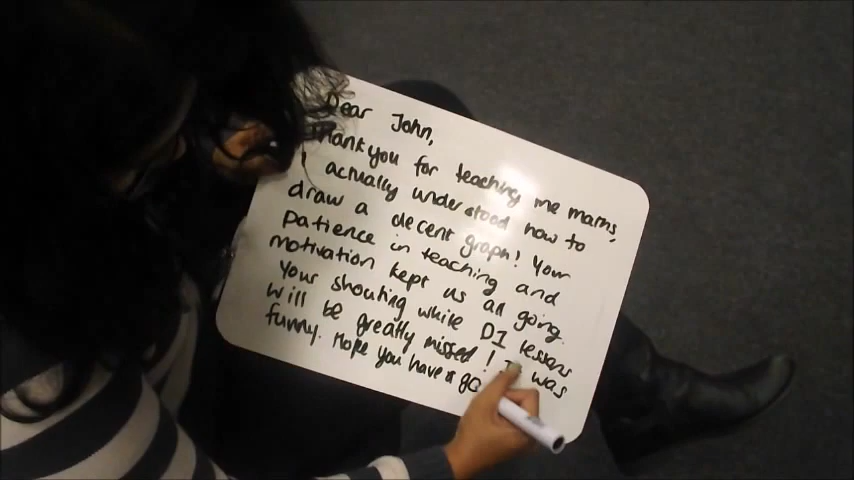 Dear John,
Thank you for teaching me maths,
I actually understood how to
draw a decent graph! Your
patience in teaching and
motivation kept us all going.
Your shouting while D1 lessons
will be greatly missed! It was
funny. Hope you have a go